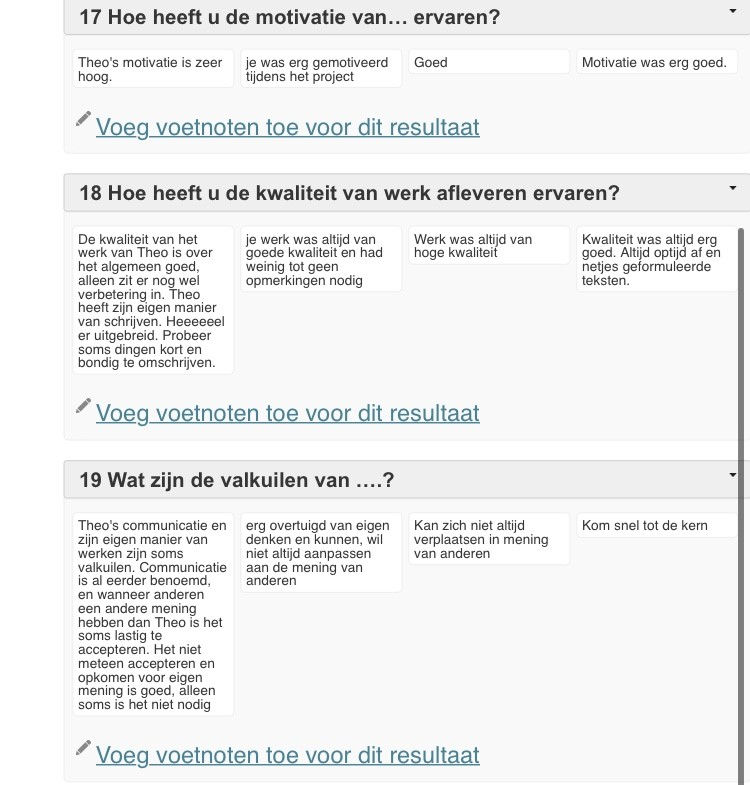 17 Hoe heeft u de motivatie van… ervaren?
Theo's motivatie is zeer
hoog.
je was erg gemotiveerd
tijdens het project
Goed
Motivatie was erg goed.
Voeg voetnoten toe voor dit resultaat
18 Hoe heeft u de kwaliteit van werk afleveren ervaren?
De kwaliteit van het
werk van Theo is over
het algemeen goed,
alleen zit er nog wel
verbetering in. Theo
heeft zijn eigen manier
van schrijven. Heeeeeel
er uitgebreid. Probeer
soms dingen kort en
bondig te omschrijven.
je werk was altijd van
goede kwaliteit en had
weinig tot geen
opmerkingen nodig
Werk was altijd van
hoge kwaliteit
Kwaliteit was altijd erg
goed. Altijd optijd af en
netjes geformuleerde
teksten.
Voeg voetnoten toe voor dit resultaat
19 Wat zijn de valkuilen van ….?
Theo's communicatie en
zijn eigen manier van
werken zijn soms
valkuilen. Communicatie
is al eerder benoemd,
en wanneer anderen
een andere mening
hebben dan Theo is het
soms lastig te
accepteren. Het niet
meteen accepteren en
opkomen voor eigen
mening is goed, alleen
soms is het niet nodig
erg overtuigd van eigen
denken en kunnen, wil
niet altijd aanpassen
aan de mening van
anderen
Kan zich niet altijd
verplaatsen in mening
van anderen
Kom snel tot de kern
Voeg voetnoten toe voor dit resultaat